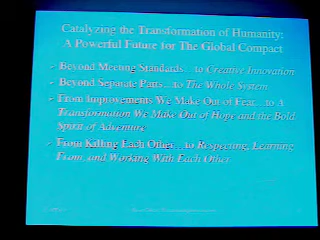 Catalyzing the Transformation of Humanity:
A Powerful Future for The Global Compact
Beyond Meeting Standards…to Creative Innovation
Beyond Separate Parts…to The Whole System
From Improvements We Make Out of Fear…to A
Transformation We Make Out of Hope and the Bold
Spirit of Adventure
From Killing Each Other…to Respecting, Learning
From, and Working With Each Other